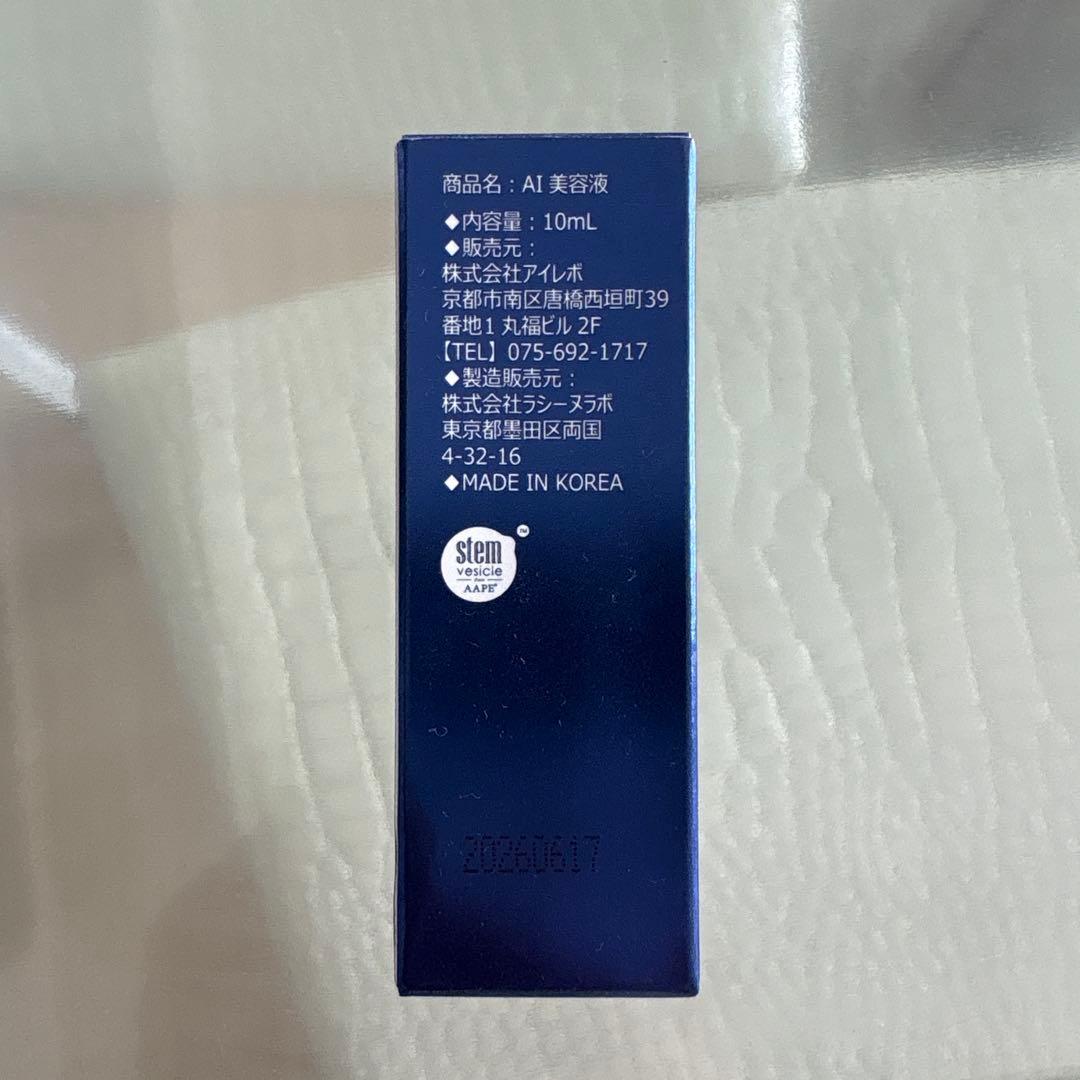 商品名：AI 美容液
◆内容量：10mL
◆販売元：
株式会社アイレボ
京都市南区唐橋西垣町39
番地1 丸福ビル 2F
【TEL】075-692-1717
◆製造販売元：
株式会社ラシーヌラボ
東京都墨田区両国
4-32-16
◆MADE IN KOREA
™
stem
vesicle
AAPE®
20260617